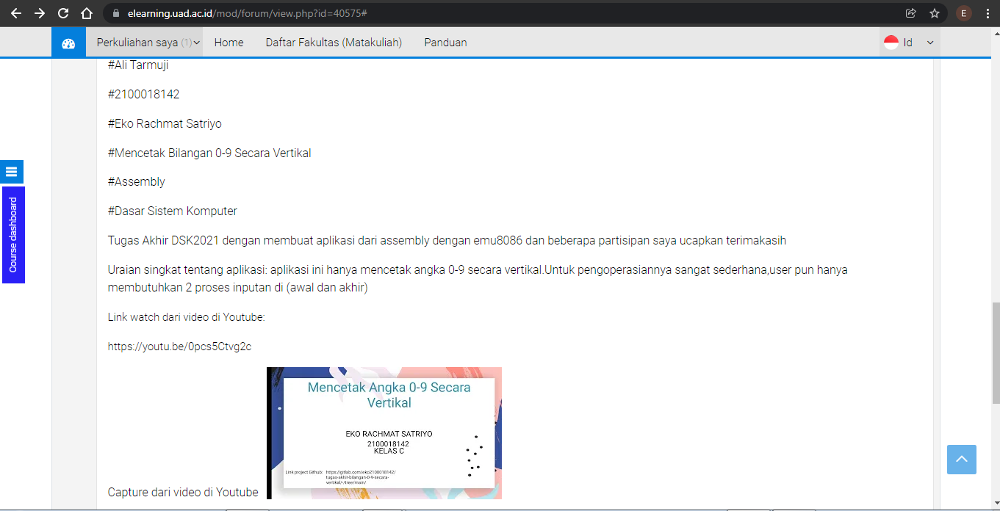 elearning.uad.ac.id/mod/forum/view.php?id=40575#
E
Perkuliahan saya (1)
Home
Daftar Fakultas (Matakuliah)
Panduan
Id
#Ali Tarmuji
#2100018142
#Eko Rachmat Satriyo
#Mencetak Bilangan 0-9 Secara Vertikal
#Assembly
#Dasar Sistem Komputer
Course dashboard
Tugas Akhir DSK2021 dengan membuat aplikasi dari assembly dengan emu8086 dan beberapa partisipan saya ucapkan terimakasih
Uraian singkat tentang aplikasi: aplikasi ini hanya mencetak angka 0-9 secara vertikal.Untuk pengoperasiannya sangat sederhana,user pun hanya
membutuhkan 2 proses inputan di (awal dan akhir)
Link watch dari video di Youtube:
https://youtu.be/0pcs5Ctvg2c
Mencetak Angka 0-9 Secara
Vertikal
EKO RACHMAT SATRIYO
2100018142
KELAS C
Link project Github: https://gitlab.com/eko2100018142/
tugas-akhir-bilangan-0-9-secara-
vertikal/-/tree/main/
Capture dari video di Youtube